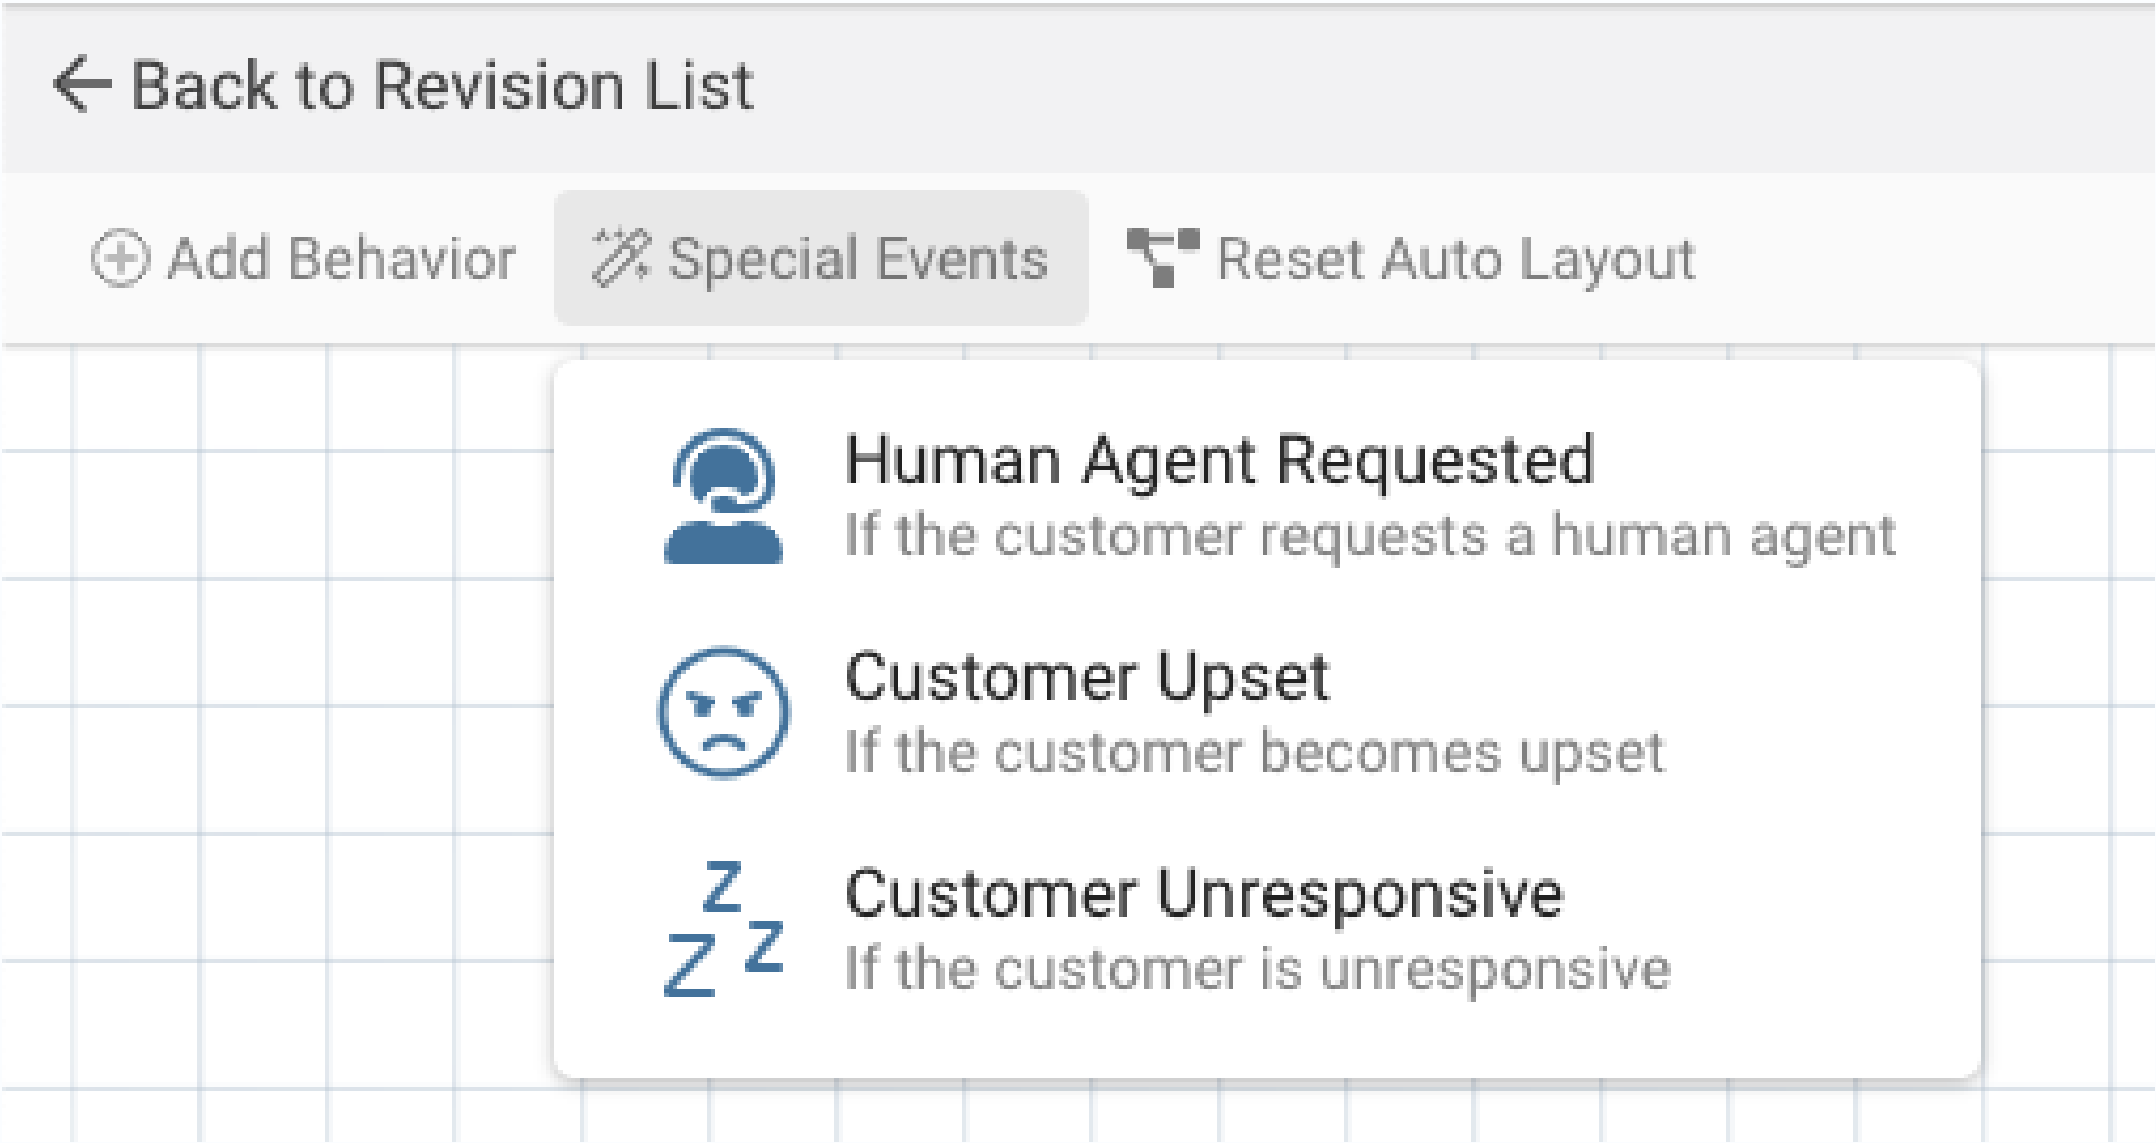 Back to Revision List
Add Behavior Special Events Reset Auto Layout
Human Agent Requested
If the customer requests a human agent
Customer Upset
If the customer becomes upset
Customer Unresponsive
If the customer is unresponsive